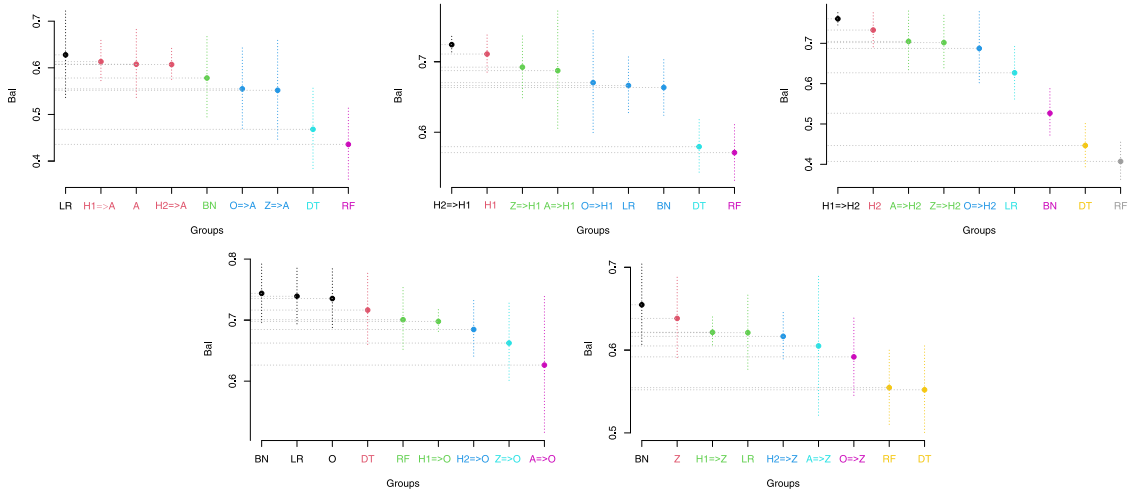 0.7
0.6
0.5
0.4
Bal
LR H1=>A A H2=>A BN O=>A Z=>A DT RF
Groups
0.7
0.6
Bal
H2=>H1 H1 Z=>H1 A=>H1 O=>H1 LR BN DT RF
Groups
0.7
0.6
0.5
0.4
Bal
H1=>H2 H2 A=>H2 Z=>H2 O=>H2 LR BN DT RF
Groups
0.8
0.7
0.6
Bal
BN LR O DT RF H1=>O H2=>O Z=>O A=>O
Groups
0.7
0.6
0.5
Bal
BN Z H1=>Z LR H2=>Z A=>Z O=>Z RF DT
Groups